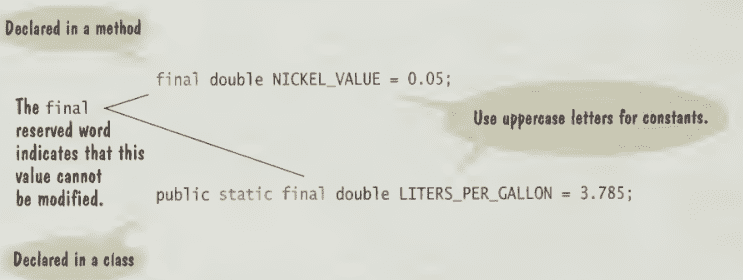 Declared in a method
final double NICKEL_VALUE = 0.05;
The final
reserved word
indicates that this
value cannot
be modified.
Use uppercase letters for constants.
public static final double LITERS_PER_GALLON = 3.785;
Declared in a class